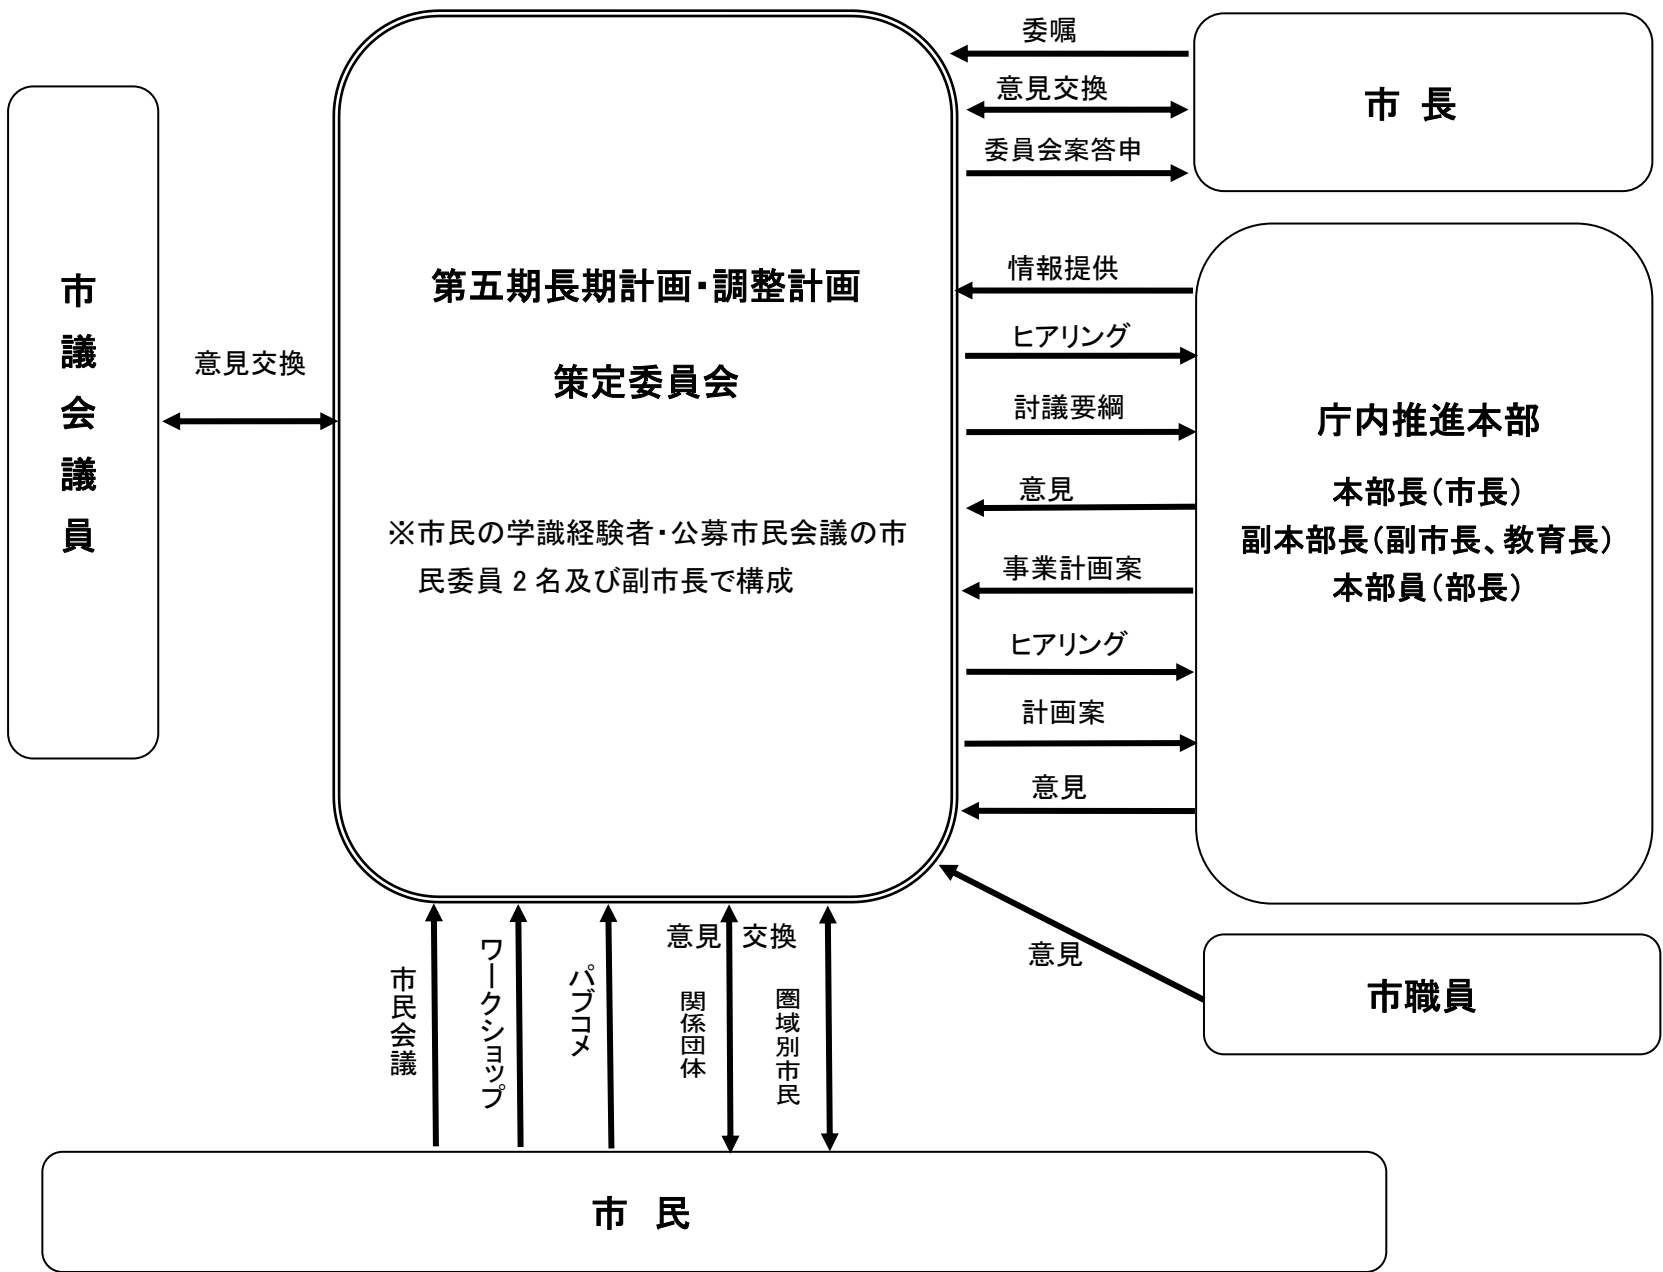 委嘱
意見交換
委員会案答申
市 長
市議会議員
意見交換
第五期長期計画・調整計画
策定委員会
※市民の学識経験者・公募市民会議の市
民委員 2 名及び副市長で構成
情報提供
ヒアリング
討議要綱
意見
事業計画案
ヒアリング
計画案
意見
庁内推進本部
本部長（市長）
副本部長（副市長、教育長）
本部員（部長）
意見
市職員
市民会議
ワークショップ
パブコメ
意見 交換
関係団体
圏域別市民
市 民